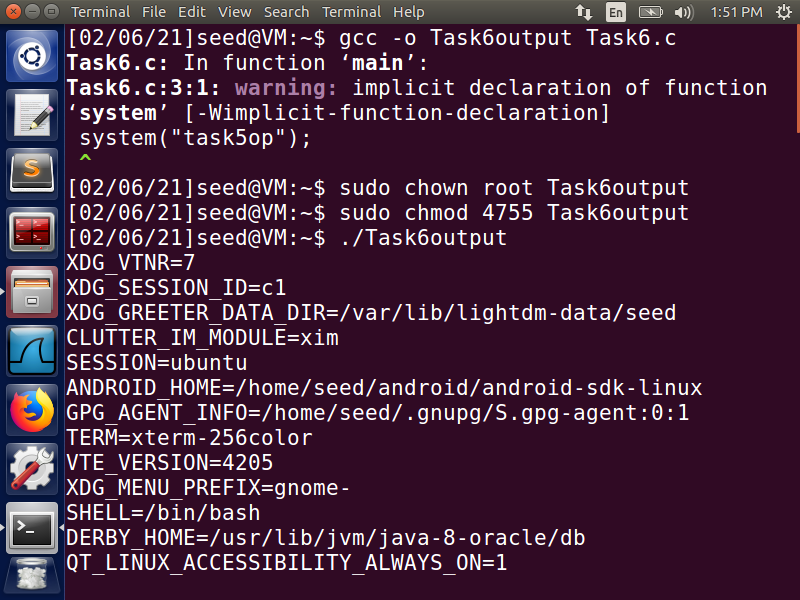 Terminal File Edit View Search Terminal Help En 1:51 PM
[02/06/21]seed@VM:~$ gcc -o Task6output Task6.c
Task6.c: In function ‘main’:
Task6.c:3:1: warning: implicit declaration of function
‘system’ [-Wimplicit-function-declaration]
 system("task5op");
 ^
[02/06/21]seed@VM:~$ sudo chown root Task6output
[02/06/21]seed@VM:~$ sudo chmod 4755 Task6output
[02/06/21]seed@VM:~$ ./Task6output
XDG_VTNR=7
XDG_SESSION_ID=c1
XDG_GREETER_DATA_DIR=/var/lib/lightdm-data/seed
CLUTTER_IM_MODULE=xim
SESSION=ubuntu
ANDROID_HOME=/home/seed/android/android-sdk-linux
GPG_AGENT_INFO=/home/seed/.gnupg/S.gpg-agent:0:1
TERM=xterm-256color
VTE_VERSION=4205
XDG_MENU_PREFIX=gnome-
SHELL=/bin/bash
DERBY_HOME=/usr/lib/jvm/java-8-oracle/db
QT_LINUX_ACCESSIBILITY_ALWAYS_ON=1